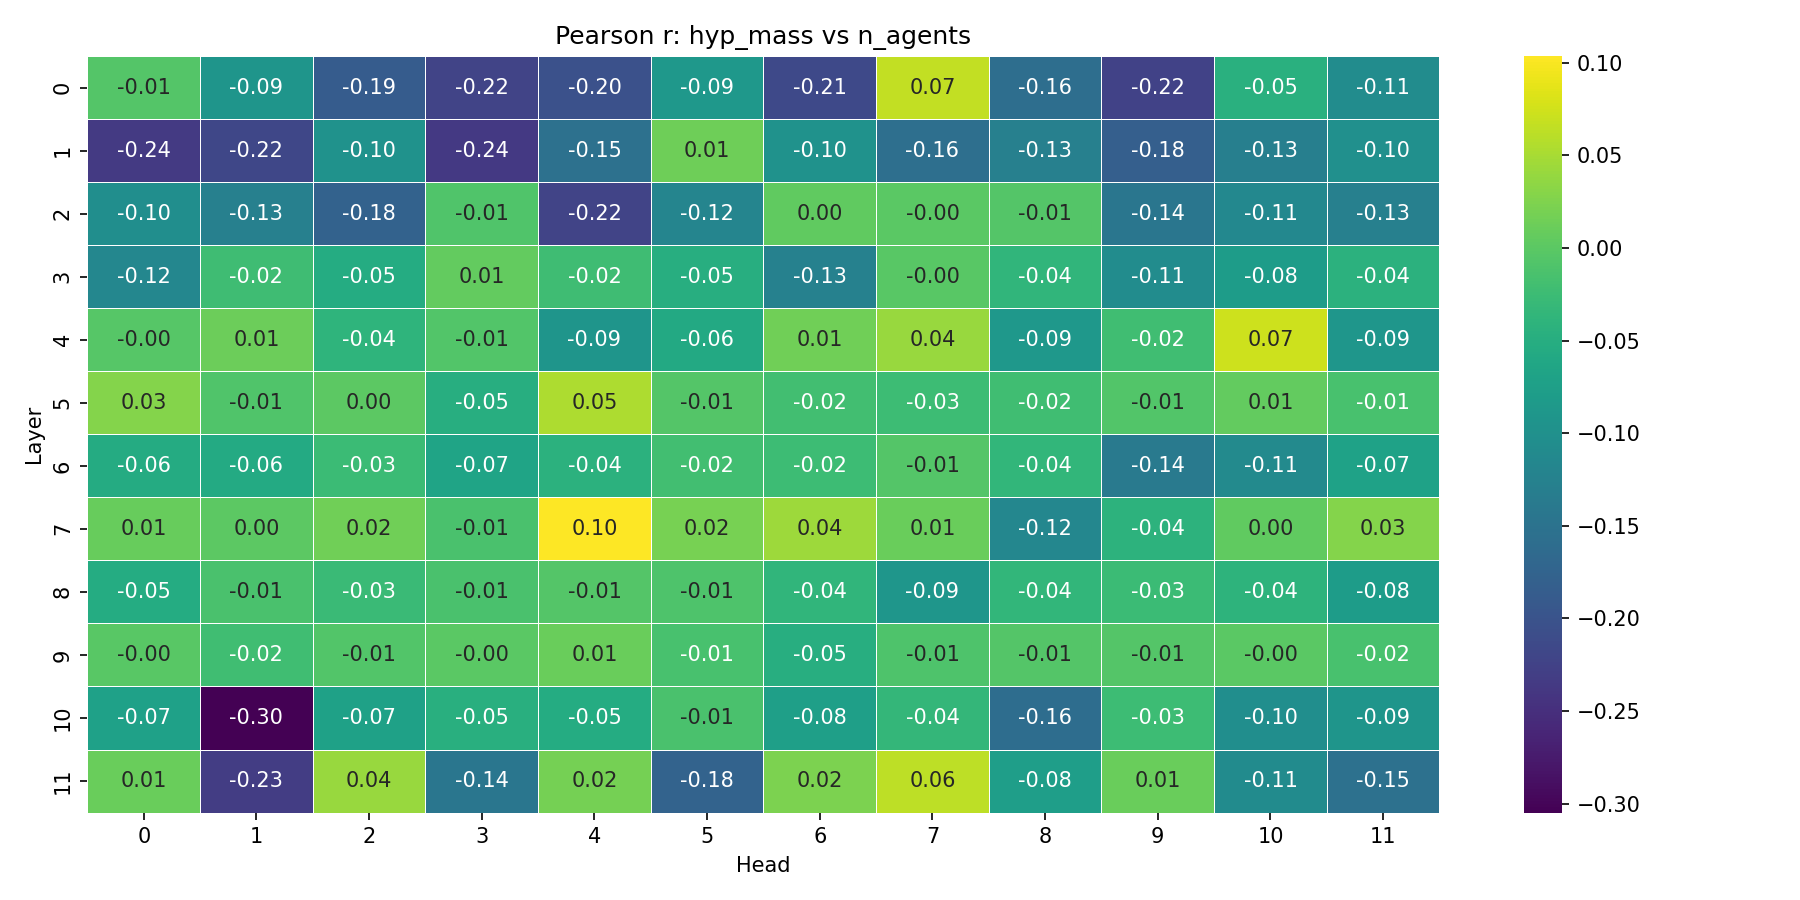 Pearson r: hyp_mass vs n_agents
0 -0.01 -0.09 -0.19 -0.22 -0.20 -0.09 -0.21 0.07 -0.16 -0.22 -0.05 -0.11
1 -0.24 -0.22 -0.10 -0.24 -0.15 0.01 -0.10 -0.16 -0.13 -0.18 -0.13 -0.10
2 -0.10 -0.13 -0.18 -0.01 -0.22 -0.12 0.00 -0.00 -0.01 -0.14 -0.11 -0.13
3 -0.12 -0.02 -0.05 0.01 -0.02 -0.05 -0.13 -0.00 -0.04 -0.11 -0.08 -0.04
4 -0.00 0.01 -0.04 -0.01 -0.09 -0.06 0.01 0.04 -0.09 -0.02 0.07 -0.09
5 0.03 -0.01 0.00 -0.05 0.05 -0.01 -0.02 -0.03 -0.02 -0.01 0.01 -0.01
6 -0.06 -0.06 -0.03 -0.07 -0.04 -0.02 -0.02 -0.01 -0.04 -0.14 -0.11 -0.07
7 0.01 0.00 0.02 -0.01 0.10 0.02 0.04 0.01 -0.12 -0.04 0.00 0.03
8 -0.05 -0.01 -0.03 -0.01 -0.01 -0.01 -0.04 -0.09 -0.04 -0.03 -0.04 -0.08
9 -0.00 -0.02 -0.01 -0.00 0.01 -0.01 -0.05 -0.01 -0.01 -0.01 -0.00 -0.02
10 -0.07 -0.30 -0.07 -0.05 -0.05 -0.01 -0.08 -0.04 -0.16 -0.03 -0.10 -0.09
11 0.01 -0.23 0.04 -0.14 0.02 -0.18 0.02 0.06 -0.08 0.01 -0.11 -0.15
0 1 2 3 4 5 6 7 8 9 10 11
Head
Layer
0.10
0.05
0.00
−0.05
−0.10
−0.15
−0.20
−0.25
−0.30